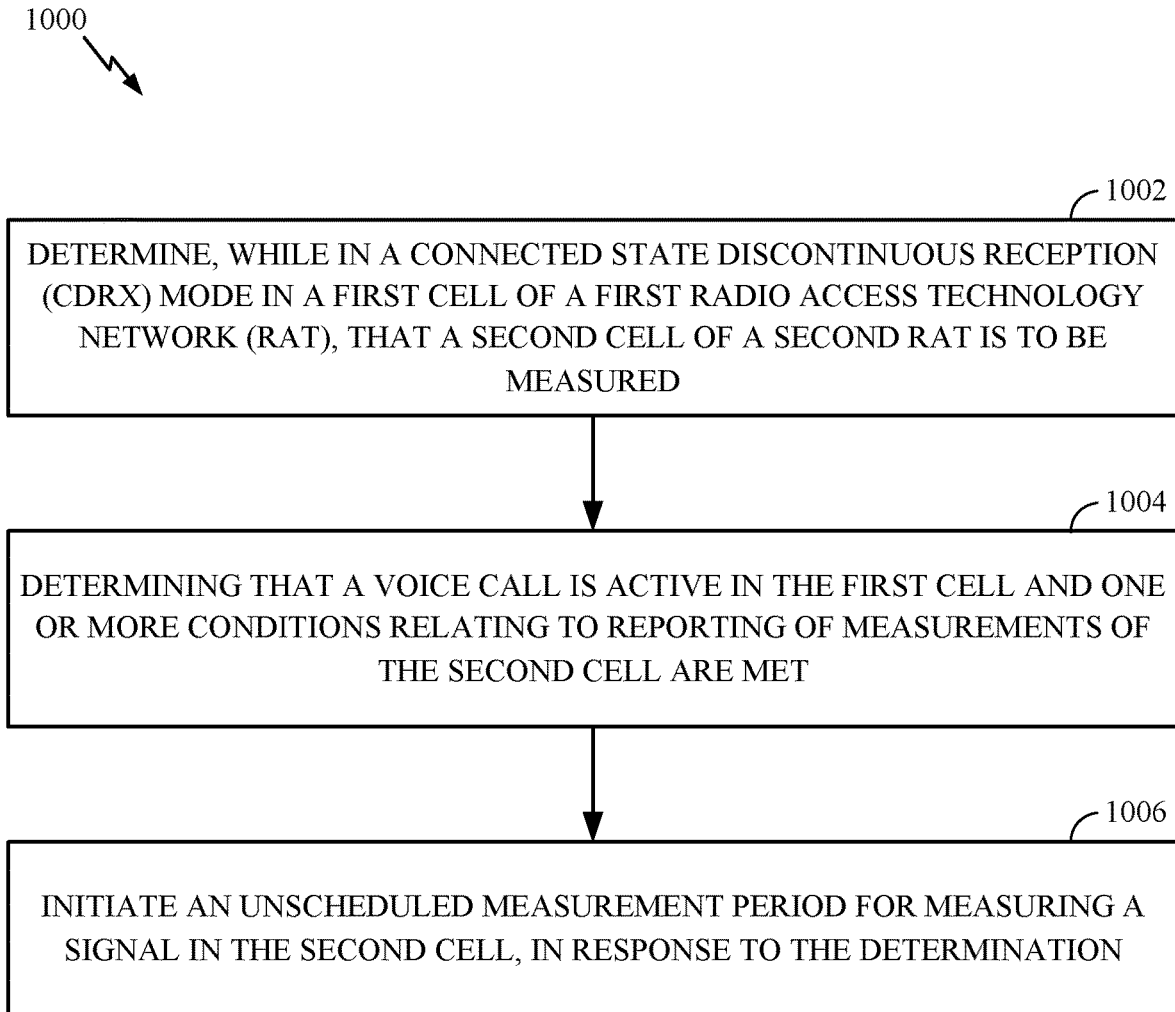 1000
1002
DETERMINE, WHILE IN A CONNECTED STATE DISCONTINUOUS RECEPTION
(CDRX) MODE IN A FIRST CELL OF A FIRST RADIO ACCESS TECHNOLOGY
NETWORK (RAT), THAT A SECOND CELL OF A SECOND RAT IS TO BE
MEASURED
1004
DETERMINING THAT A VOICE CALL IS ACTIVE IN THE FIRST CELL AND ONE
OR MORE CONDITIONS RELATING TO REPORTING OF MEASUREMENTS OF
THE SECOND CELL ARE MET
1006
INITIATE AN UNSCHEDULED MEASUREMENT PERIOD FOR MEASURING A
SIGNAL IN THE SECOND CELL, IN RESPONSE TO THE DETERMINATION